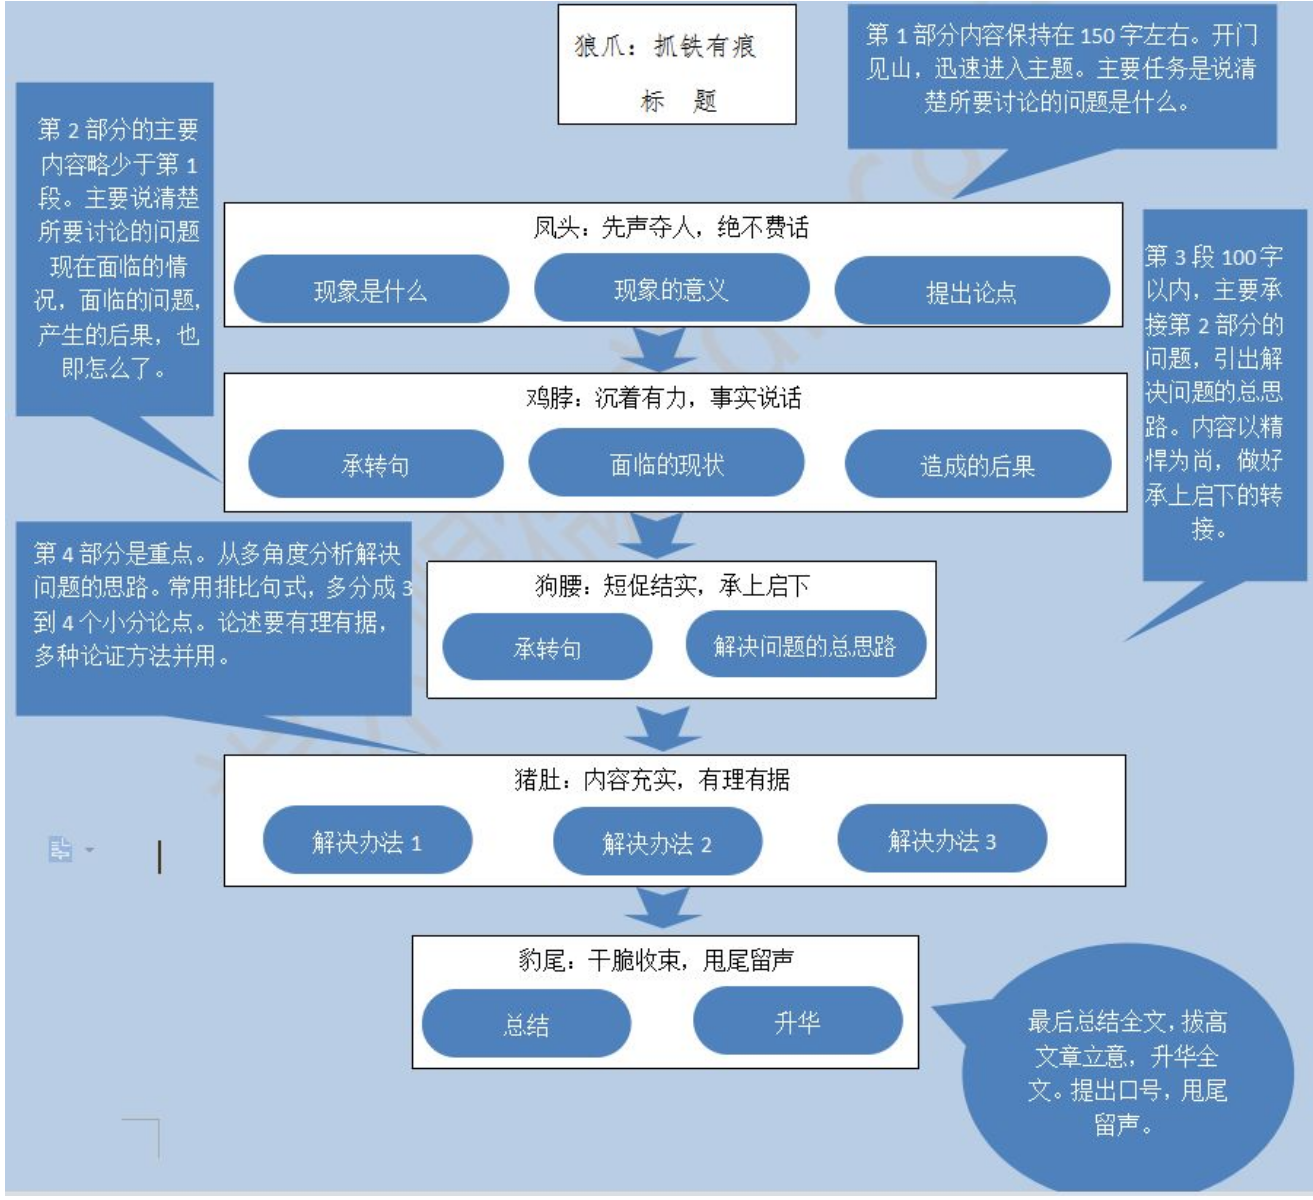 狼爪：抓铁有痕
标 题
第 1 部分内容保持在 150 字左右。开门
见山，迅速进入主题。主要任务是说清
楚所要讨论的问题是什么。
第 2 部分的主要
内容略少于第 1
段。主要说清楚
所要讨论的问题
现在面临的情
况，面临的问题，
产生的后果，也
即怎么了。
凤头：先声夺人，绝不费话
现象是什么
现象的意义
提出论点
第 3 段 100 字
以内，主要承
接第 2 部分的
问题，引出解
决问题的总思
路。内容以精
悍为尚，做好
承上启下的转
接。
鸡脖：沉着有力，事实说话
承转句
面临的现状
造成的后果
第 4 部分是重点。从多角度分析解决
问题的思路。常用排比句式，多分成 3
到 4 个小分论点。论述要有理有据，
多种论证方法并用。
狗腰：短促结实，承上启下
承转句
解决问题的总思路
猪肚：内容充实，有理有据
解决办法 1
解决办法 2
解决办法 3
豹尾：干脆收束，甩尾留声
总结
升华
最后总结全文，拔高
文章立意，升华全
文。提出口号，甩尾
留声。